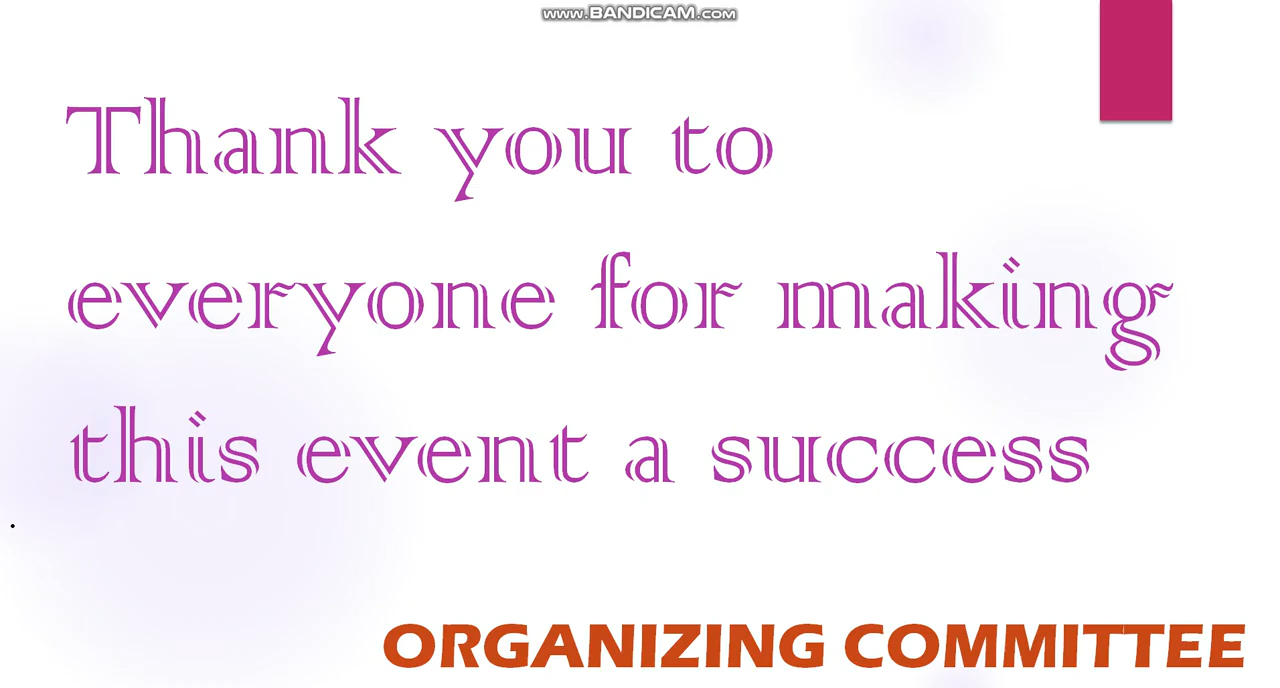 www.BANDICAM.com
Thank you to
everyone for making
this event a success
ORGANIZING COMMITTEE